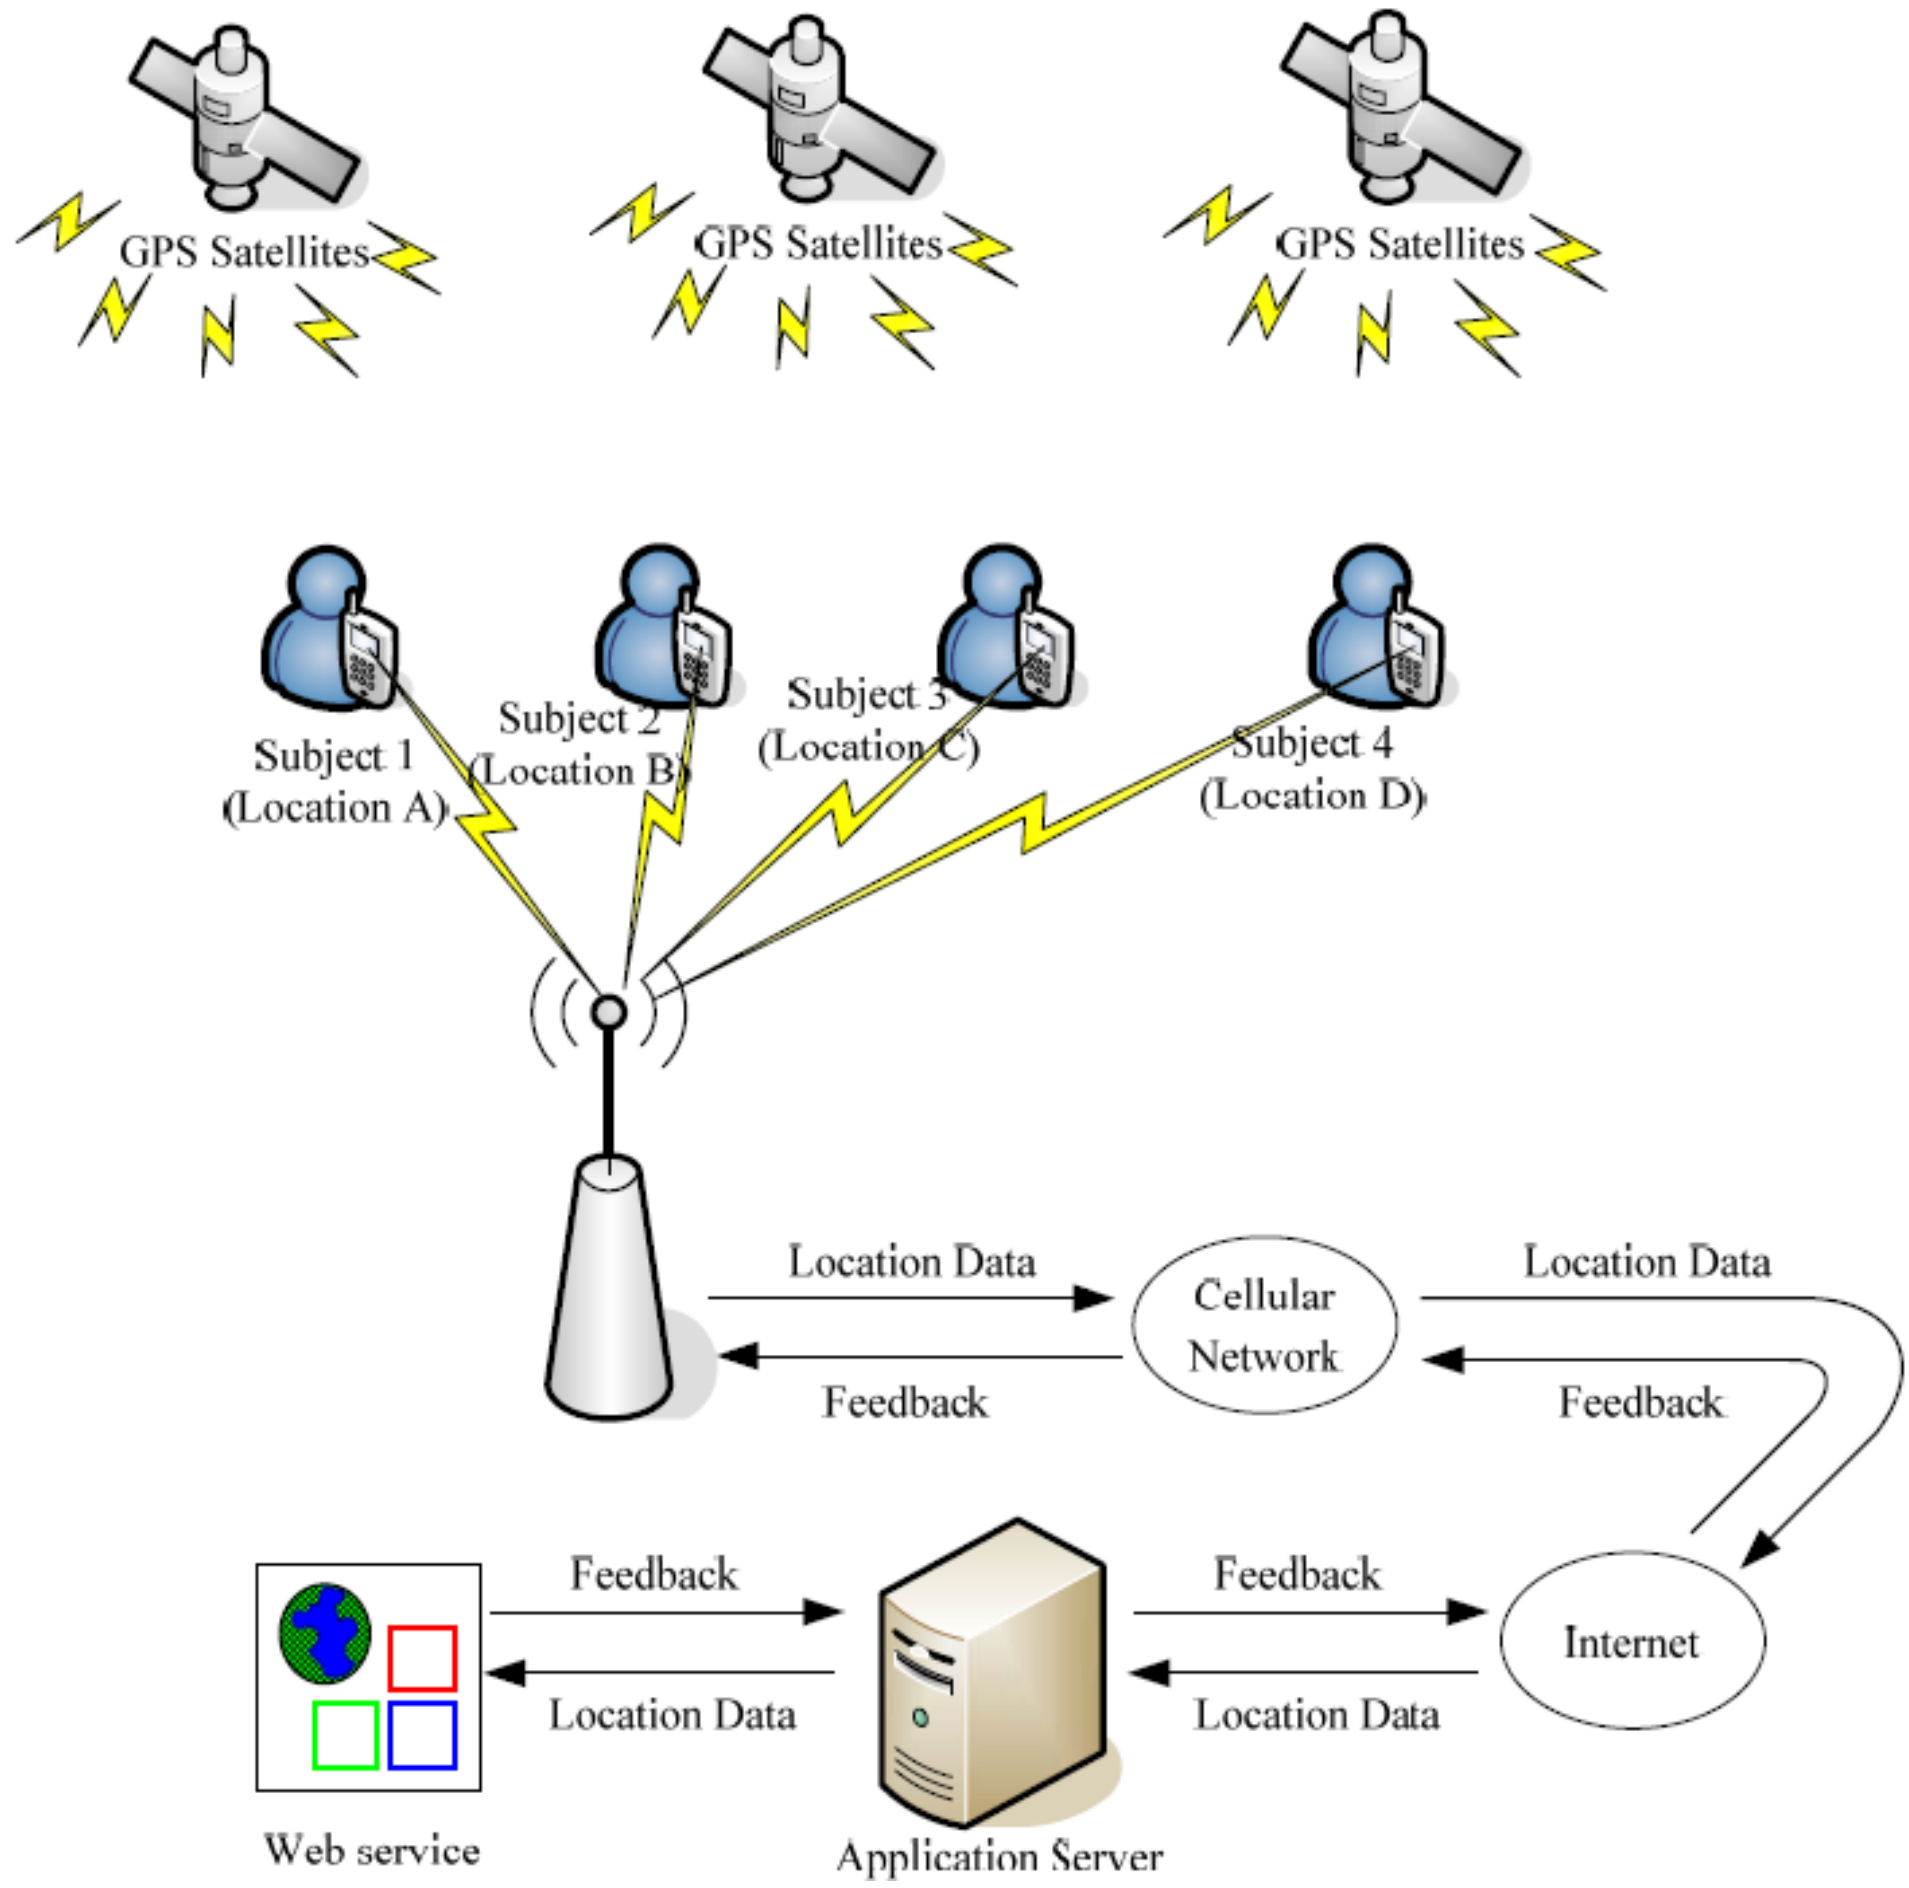 GPS Satellites
GPS Satellites
GPS Satellites
Subject 1
(Location A)
Subject 2
(Location B)
Subject 3
(Location C)
Subject 4
(Location D)
Location Data
Cellular
Network
Location Data
Feedback
Feedback
Feedback
Feedback
Internet
Location Data
Location Data
Web service
Application Server